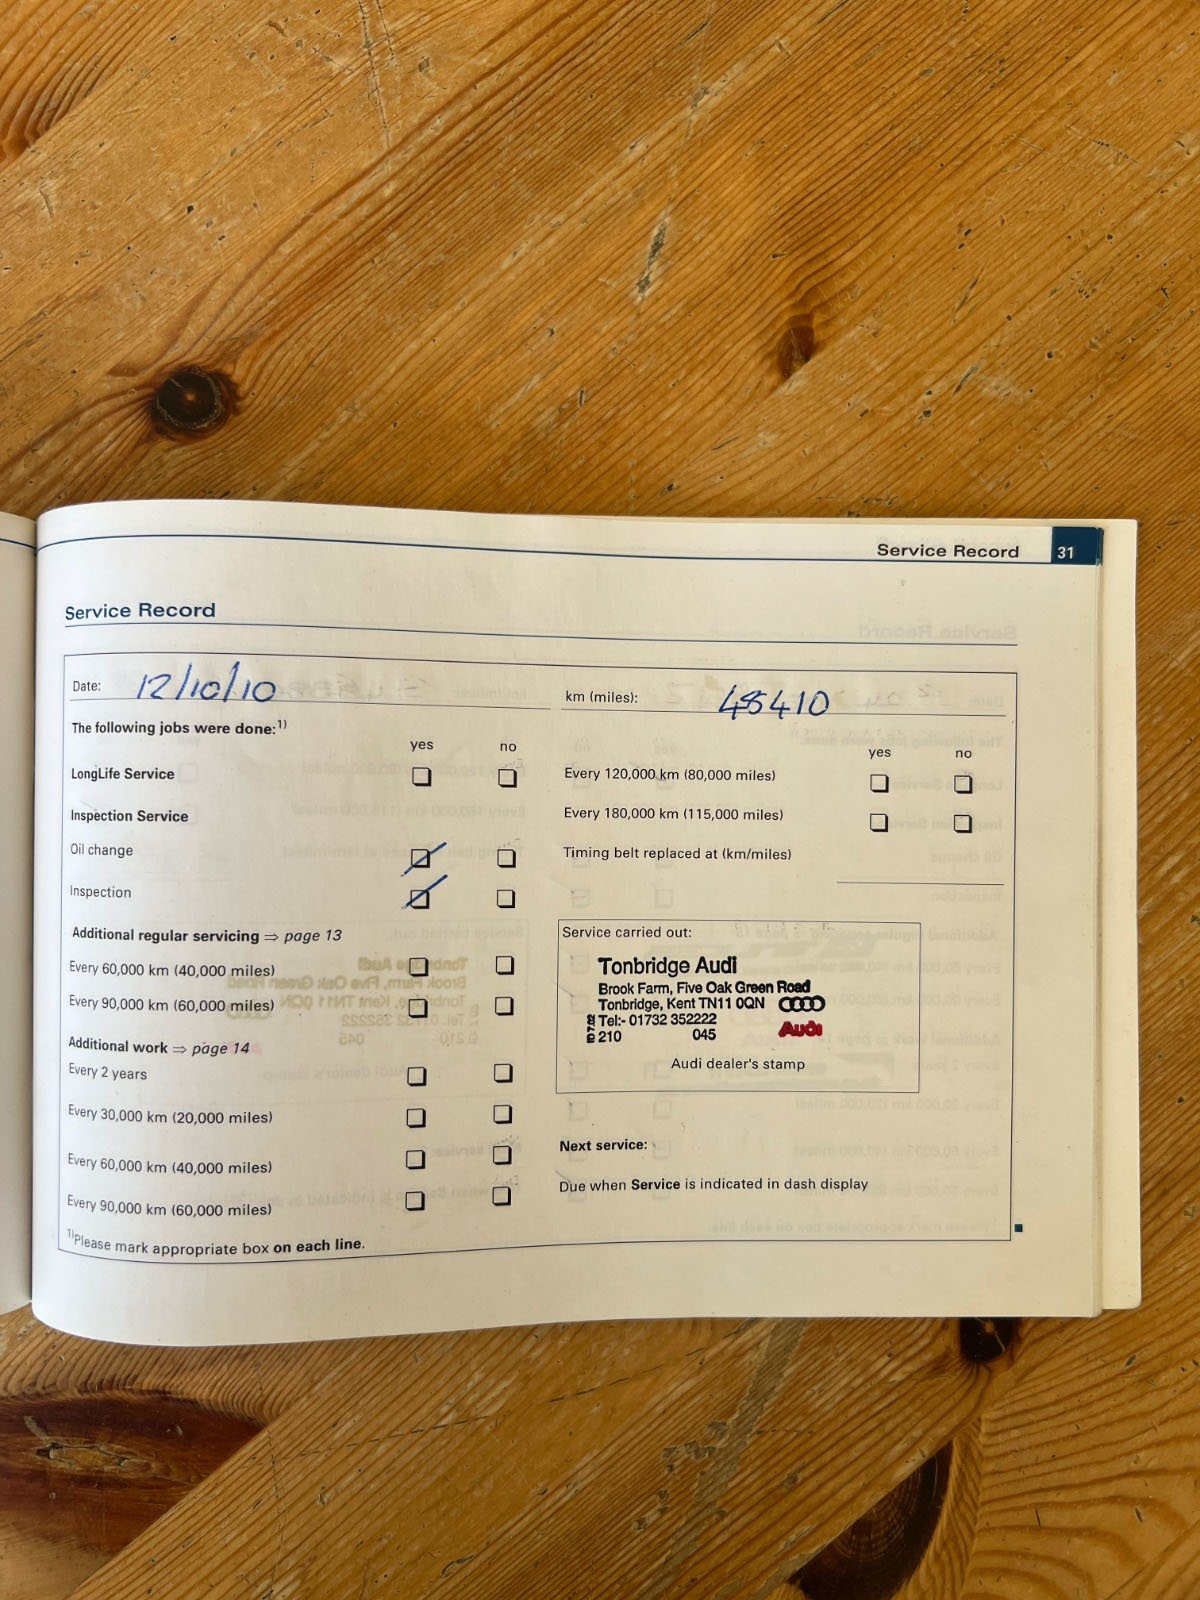 Service Record 31
Service Record
Date: 12/10/10
km (miles): 48410
The following jobs were done:1)
yes no
LongLife Service
Inspection Service
Oil change
Inspection
Additional regular servicing ⇒ page 13
Every 60,000 km (40,000 miles)
Every 90,000 km (60,000 miles)
Additional work ⇒ page 14
Every 2 years
Every 30,000 km (20,000 miles)
Every 60,000 km (40,000 miles)
Every 90,000 km (60,000 miles)
1)Please mark appropriate box on each line.
yes no
Every 120,000 km (80,000 miles)
Every 180,000 km (115,000 miles)
Timing belt replaced at (km/miles)
Service carried out:
Tonbridge Audi
Brook Farm, Five Oak Green Road
Tonbridge, Kent TN11 0QN
Tel:- 01732 352222
210 045
Audi
Audi dealer's stamp
Next service:
Due when Service is indicated in dash display